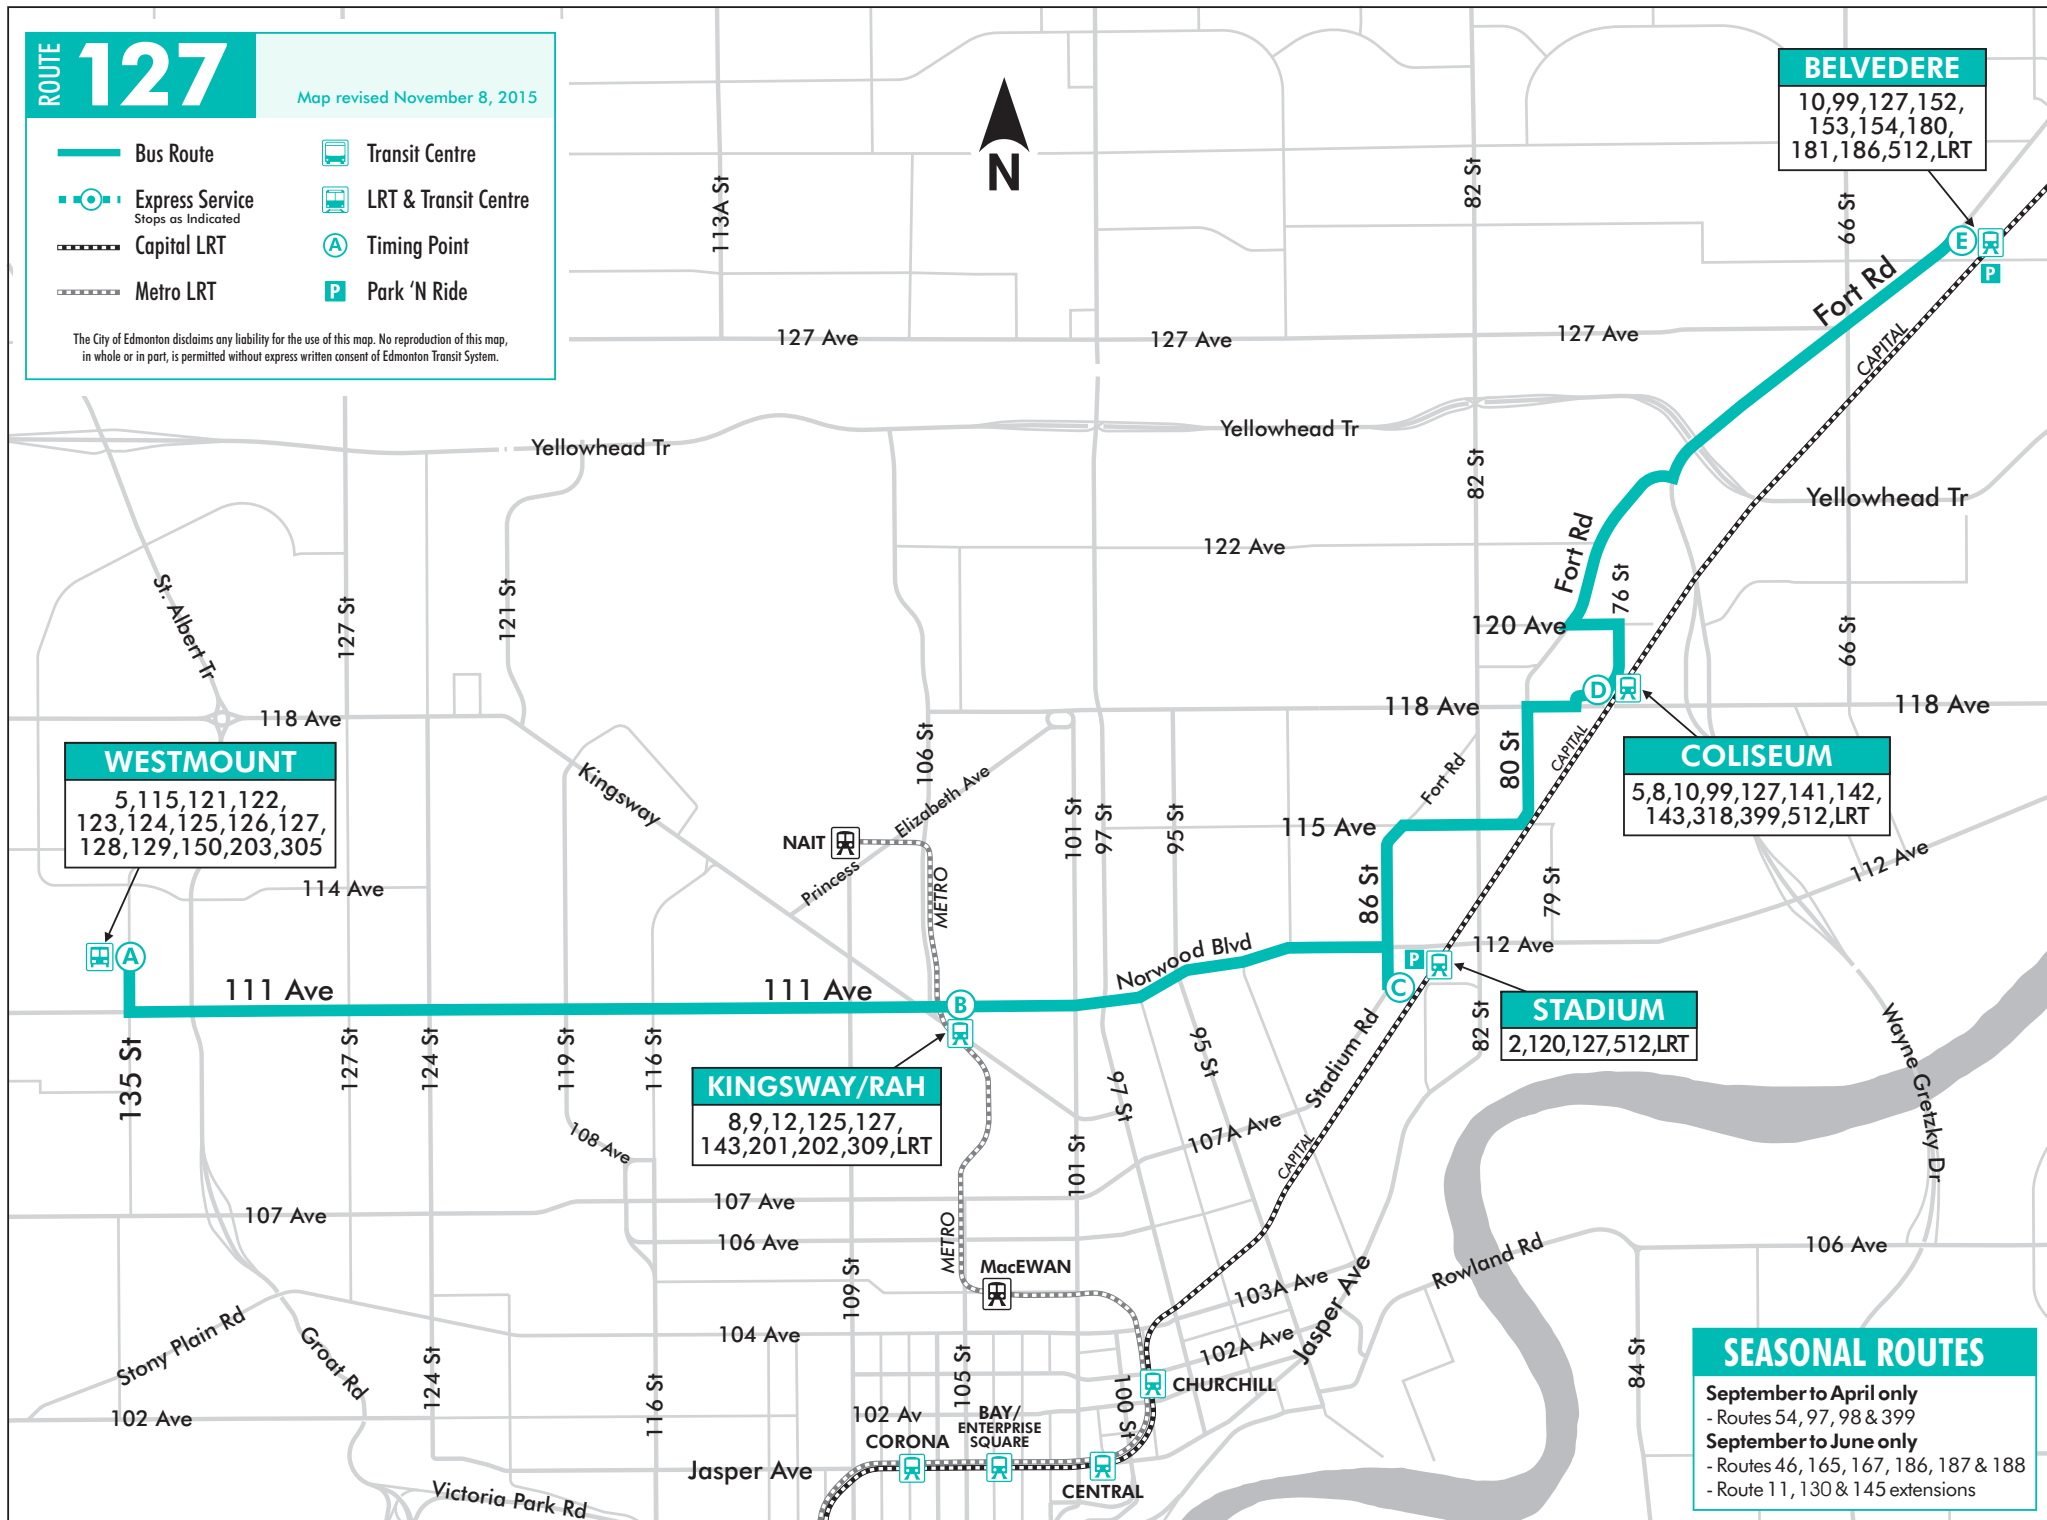 ROUTE 127
Map revised November 8, 2015
Bus Route
Express Service
Stops as Indicated
Capital LRT
Metro LRT
Transit Centre
LRT & Transit Centre
A Timing Point
P Park 'N Ride
The City of Edmonton disclaims any liability for the use of this map. No reproduction of this map,
in whole or in part, is permitted without express written consent of Edmonton Transit System.
N
BELVEDERE
10,99,127,152,
153,154,180,
181,186,512,LRT
113A St
82 St
66 St
E
P
Fort Rd
CAPITAL
127 Ave
127 Ave
127 Ave
Yellowhead Tr
Yellowhead Tr
Yellowhead Tr
82 St
122 Ave
Fort Rd
76 St
120 Ave
66 St
St. Albert Tr
127 St
121 St
118 Ave
118 Ave
118 Ave
D
WESTMOUNT
5,115,121,122,
123,124,125,126,127,
128,129,150,203,305
Kingsway
106 St
Elizabeth Ave
NAIT
Princess
METRO
101 St
97 St
95 St
115 Ave
Fort Rd
80 St
CAPITAL
COLISEUM
5,8,10,99,127,141,142,
143,318,399,512,LRT
112 Ave
114 Ave
86 St
79 St
112 Ave
A
111 Ave
111 Ave
B
Norwood Blvd
P
C
STADIUM
2,120,127,512,LRT
135 St
127 St
124 St
119 St
116 St
KINGSWAY/RAH
8,9,12,125,127,
143,201,202,309,LRT
97 St
95 St
Stadium Rd
82 St
Wayne Gretzky Dr
108 Ave
107A Ave
CAPITAL
101 St
107 Ave
107 Ave
106 Ave
METRO
106 Ave
MacEWAN
109 St
103A Ave
Rowland Rd
Jasper Ave
Stony Plain Rd
Groat Rd
104 Ave
102A Ave
105 St
84 St
124 St
116 St
102 Ave
102 Av
CHURCHILL
100 St
CORONA
BAY/
ENTERPRISE
SQUARE
Jasper Ave
CENTRAL
Victoria Park Rd
SEASONAL ROUTES
September to April only
- Routes 54, 97, 98 & 399
September to June only
- Routes 46, 165, 167, 186, 187 & 188
- Route 11, 130 & 145 extensions